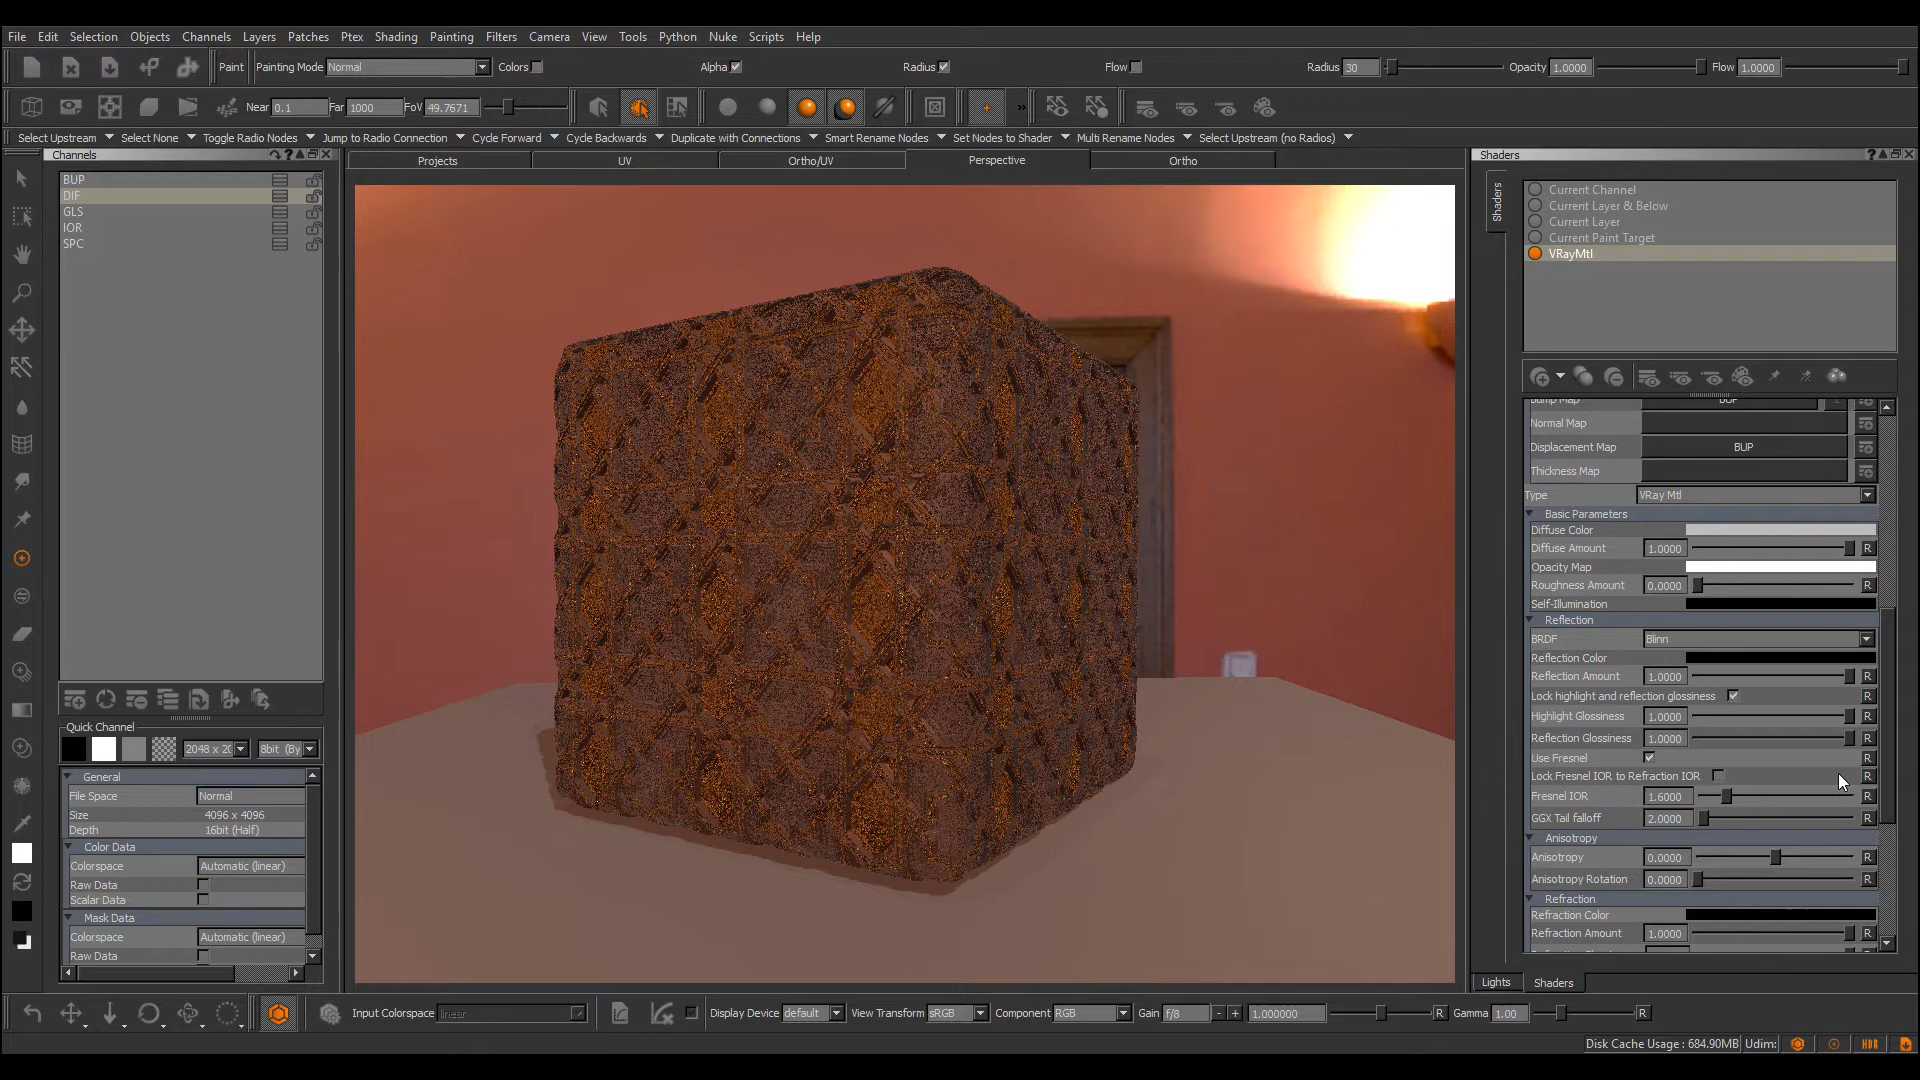 File Edit Selection Objects Channels Layers Patches Ptex Shading Painting Filters Camera View Tools Python Nuke Scripts Help
Paint Painting Mode Normal Colors Alpha Radius Flow Radius 30 Opacity 1.0000 Flow 1.0000
Near 0.1 Far 1000 FoV 49.7671
Select Upstream Select None Toggle Radio Nodes Jump to Radio Connection Cycle Forward Cycle Backwards Duplicate with Connections Smart Rename Nodes Set Nodes to Shader Multi Rename Nodes Select Upstream (no Radios)
Channels
BUP
DIF
GLS
IOR
SPC
Quick Channel
2048 x 20 8bit (By
General
File Space Normal
Size 4096 x 4096
Depth 16bit (Half)
Color Data
Colorspace Automatic (linear)
Raw Data
Scalar Data
Mask Data
Colorspace Automatic (linear)
Raw Data
Projects UV Ortho/UV Perspective Ortho
Shaders
Shaders
Current Channel
Current Layer & Below
Current Layer
Current Paint Target
VRayMtl
Bump Map BUP
Normal Map
Displacement Map BUP
Thickness Map
Type VRay Mtl
Basic Parameters
Diffuse Color
Diffuse Amount 1.0000 R
Opacity Map
Roughness Amount 0.0000 R
Self-Illumination
Reflection
BRDF Blinn
Reflection Color
Reflection Amount 1.0000 R
Lock highlight and reflection glossiness R
Highlight Glossiness 1.0000 R
Reflection Glossiness 1.0000 R
Use Fresnel R
Lock Fresnel IOR to Refraction IOR R
Fresnel IOR 1.6000 R
GGX Tail falloff 2.0000 R
Anisotropy
Anisotropy 0.0000 R
Anisotropy Rotation 0.0000 R
Refraction
Refraction Color
Refraction Amount 1.0000 R
Lights Shaders
Input Colorspace linear Display Device default View Transform sRGB Component RGB Gain f/8 - + 1.000000 R Gamma 1.00 R
Disk Cache Usage : 684.90MB Udim: HDR